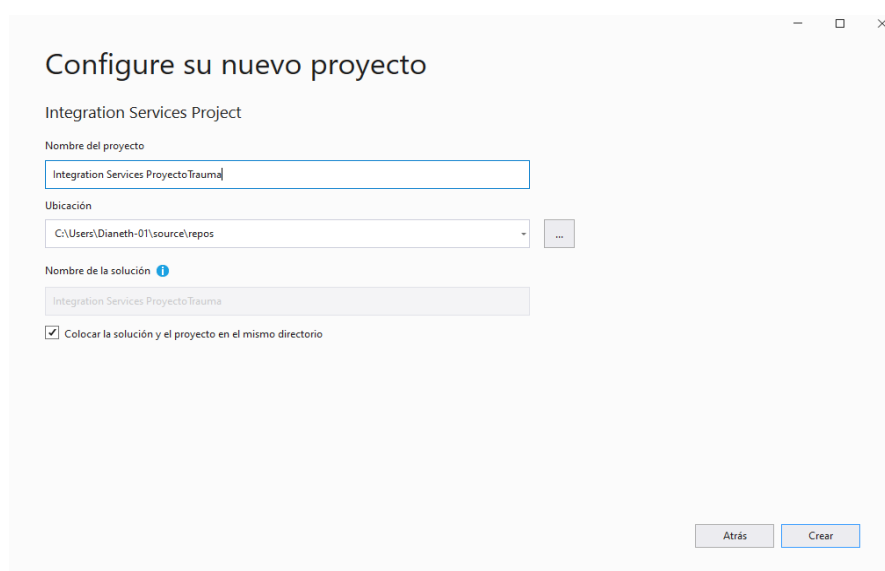 Configure su nuevo proyecto
Integration Services Project
Nombre del proyecto
Integration Services ProyectoTrauma
Ubicación
C:\Users\Dianeth-01\source\repos
...
Nombre de la solución
Integration Services ProyectoTrauma
Colocar la solución y el proyecto en el mismo directorio
Atrás Crear